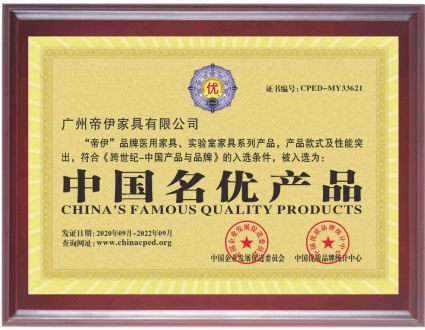 优
证书编号: CPED-MY33621
广州帝伊家具有限公司
“帝伊”品牌医用家具、实验室家具系列产品, 产品款式及性能突
出, 符合《跨世纪-中国产品与品牌》的入选条件, 被入选为:
中国名优产品
CHINA'S FAMOUS QUALITY PRODUCTS
发证日期: 2020年09月-2022年09月
查询网址: www.chinacped.org
中国企业发展促进委员会
中国优质品牌统计中心